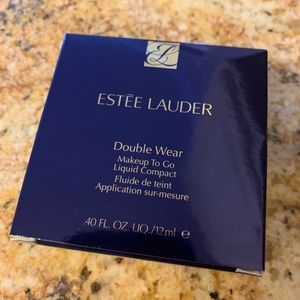 EL
ESTĒE LAUDER
Double Wear
Makeup To Go
Liquid Compact
Fluide de teint
Application sur-mesure
.40 FL. OZ. LIQ./12ml ℮